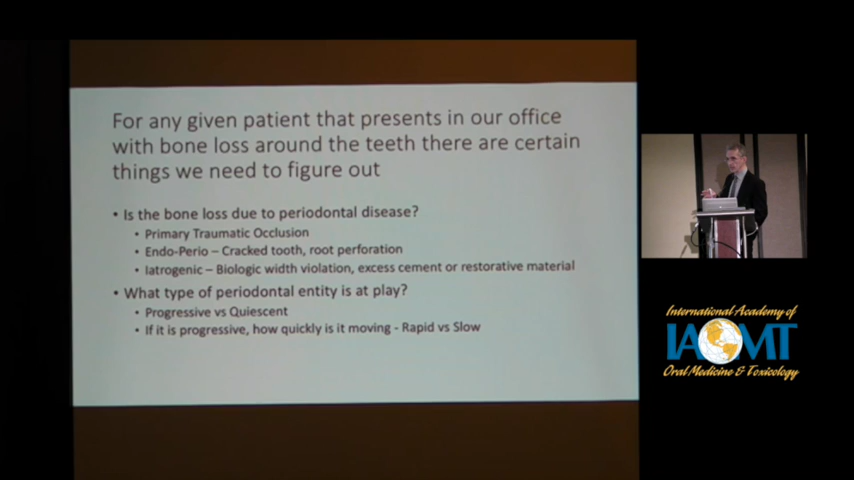 For any given patient that presents in our office
with bone loss around the teeth there are certain
things we need to figure out
• Is the bone loss due to periodontal disease?
• Primary Traumatic Occlusion
• Endo-Perio – Cracked tooth, root perforation
• Iatrogenic – Biologic width violation, excess cement or restorative material
• What type of periodontal entity is at play?
• Progressive vs Quiescent
• If it is progressive, how quickly is it moving - Rapid vs Slow
International Academy of
IAOMT
Oral Medicine & Toxicology